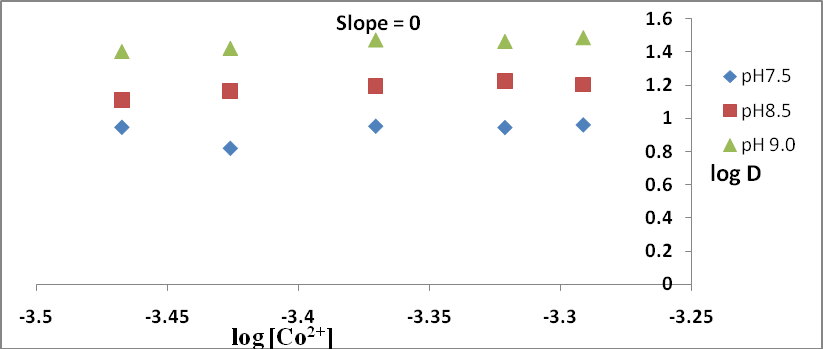 Slope = 0
1.6
1.4
1.2
1
0.8
0.6
0.4
0.2
0
pH7.5
pH8.5
pH 9.0
log D
-3.5 -3.45 -3.4 -3.35 -3.3 -3.25
log [Co²⁺]